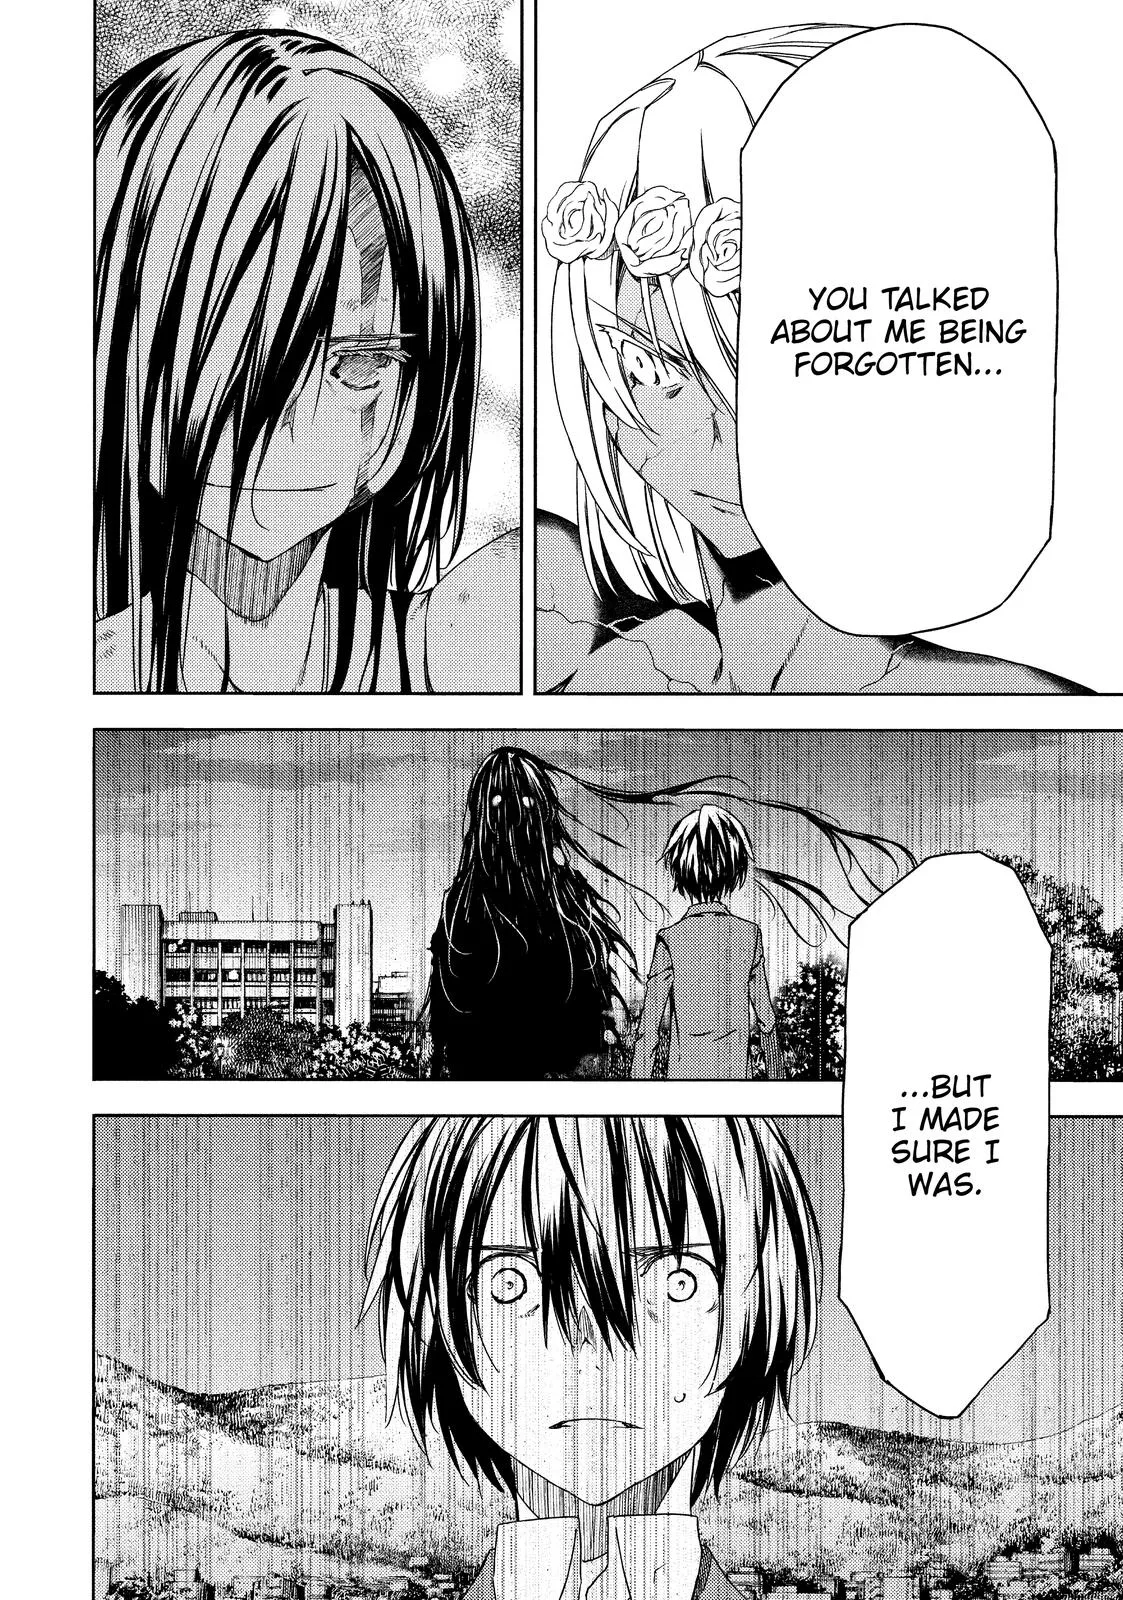 YOU TALKED
ABOUT ME BEING
FORGOTTEN...
...BUT
I MADE
SURE I
WAS.